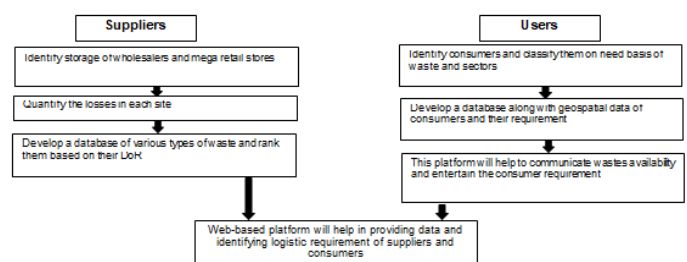 Suppliers
Identify storage of wholesalers and mega retail stores
Quantify the losses in each site
Develop a database of various types of waste and rank
them based on their DoR
Users
Identify consumers and classify them on need basis of
waste and sectors
Develop a database along with geospatial data of
consumers and their requirement
This platform will help to communicate wastes availability
and entertain the consumer requirement
Web-based platform will help in providing data and
identifying logistic requirement of suppliers and
consumers